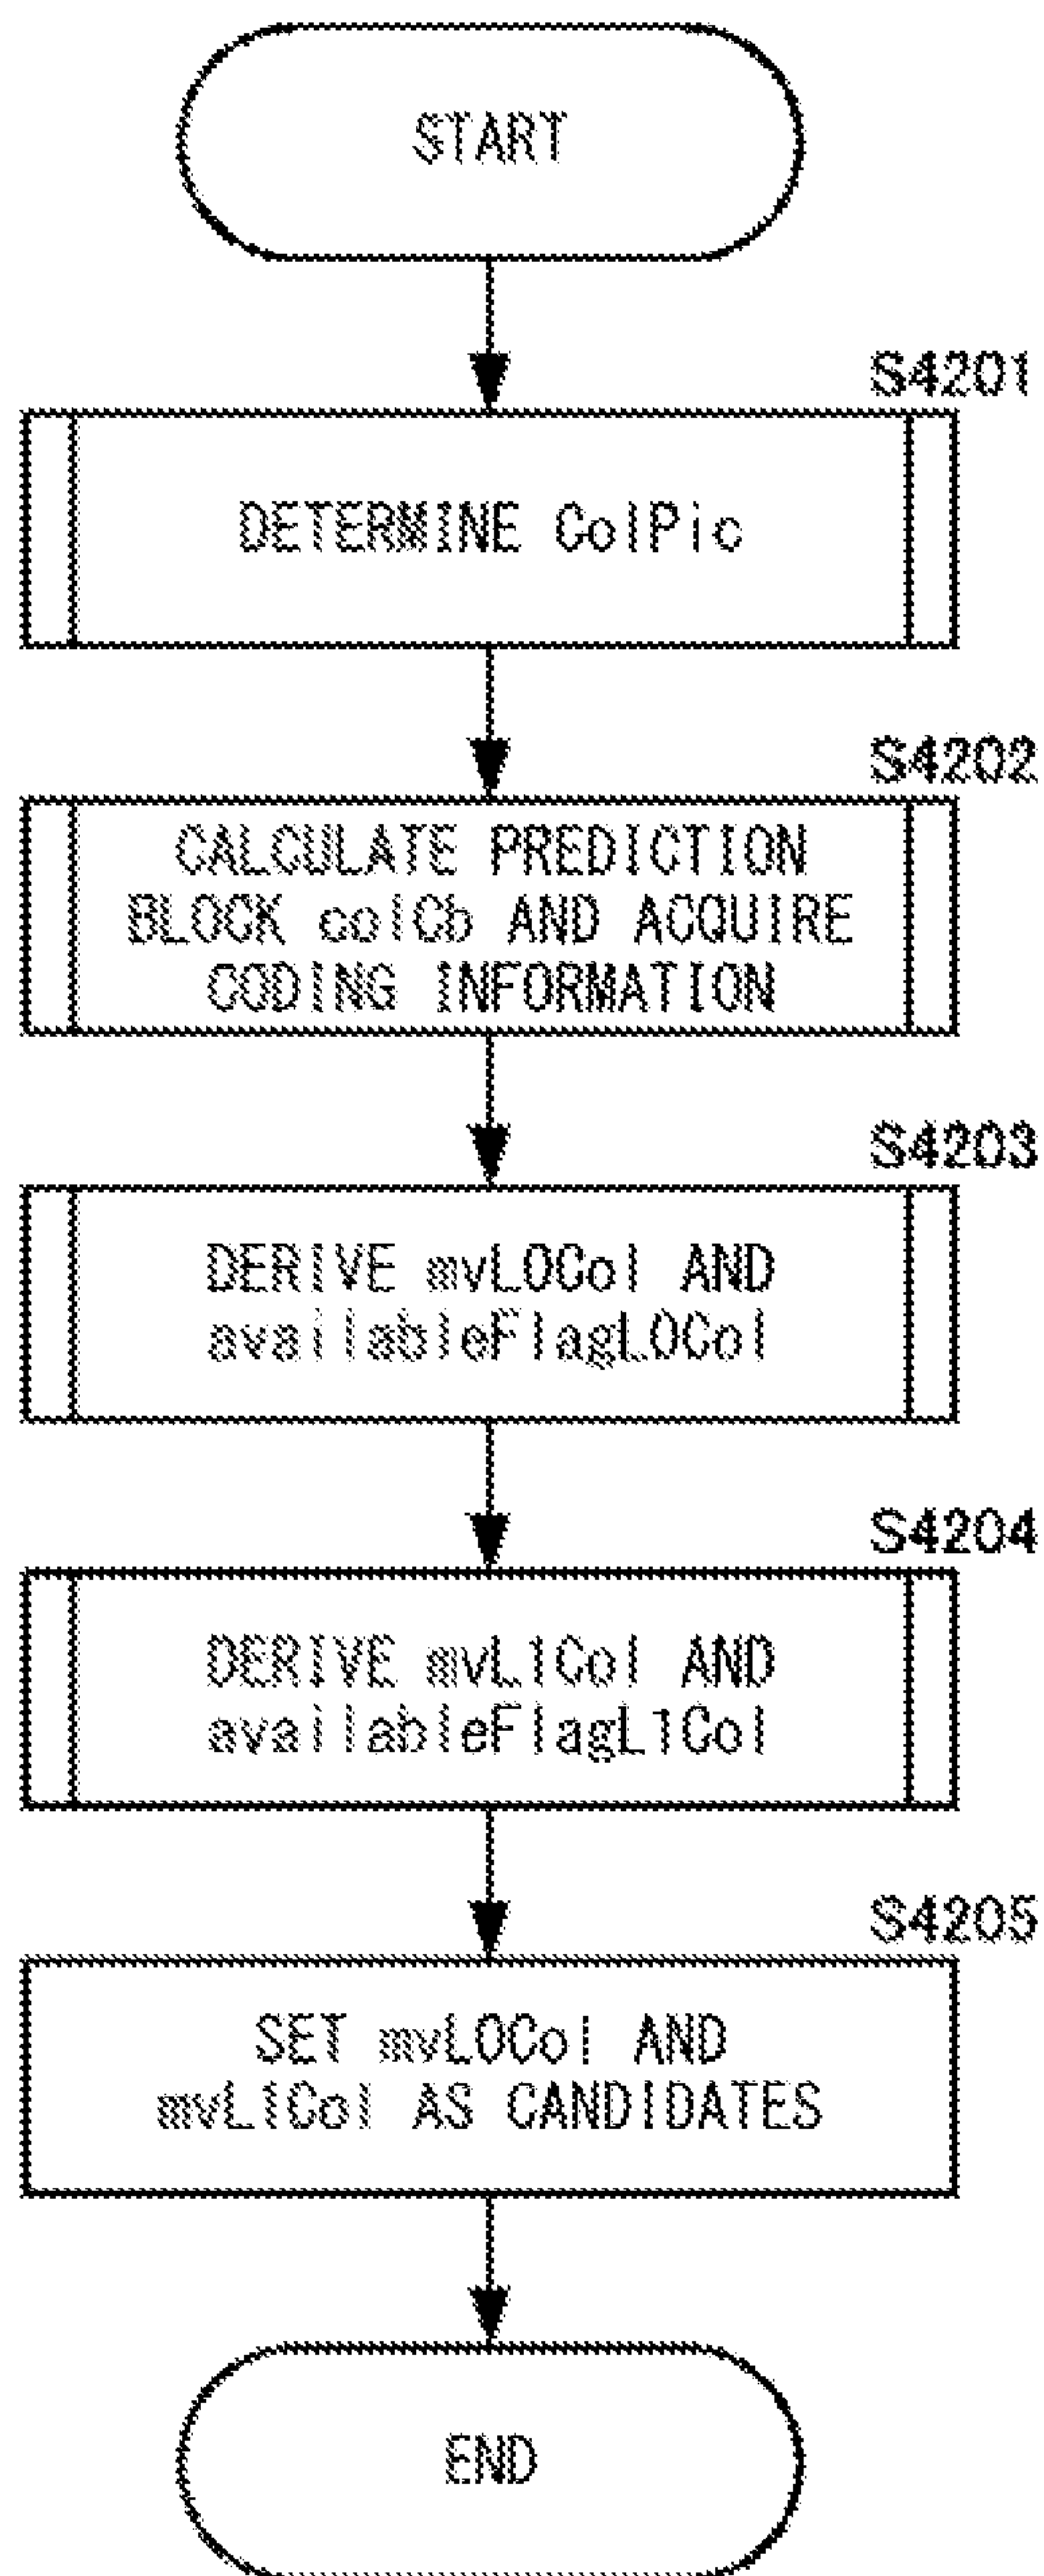 START
S4201
DETERMINE ColPic
S4202
CALCULATE PREDICTION
BLOCK colCb AND ACQUIRE
CODING INFORMATION
S4203
DERIVE mvL0Col AND
availableFlagL0Col
S4204
DERIVE mvL1Col AND
availableFlagL1Col
S4205
SET mvL0Col AND
mvL1Col AS CANDIDATES
END